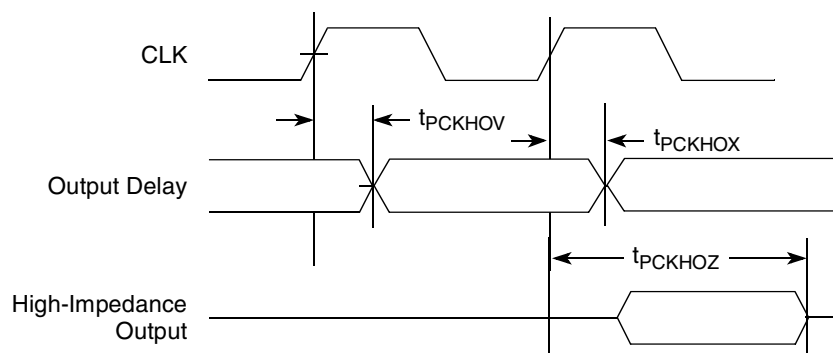 CLK
tPCKHOV
tPCKHOX
Output Delay
tPCKHOZ
High-Impedance
Output